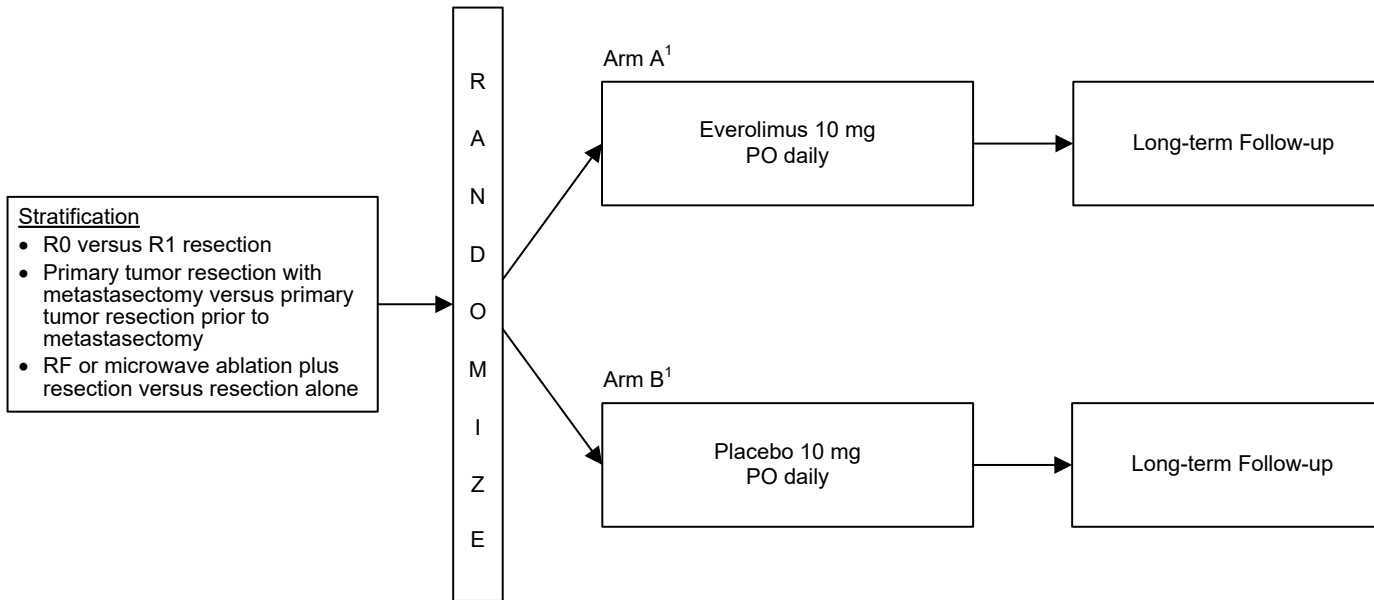 Stratification
• R0 versus R1 resection
• Primary tumor resection with
metastasectomy versus primary
tumor resection prior to
metastasectomy
• RF or microwave ablation plus
resection versus resection alone
R
A
N
D
O
M
I
Z
E
Arm A¹
Everolimus 10 mg
PO daily
Long-term Follow-up
Arm B¹
Placebo 10 mg
PO daily
Long-term Follow-up